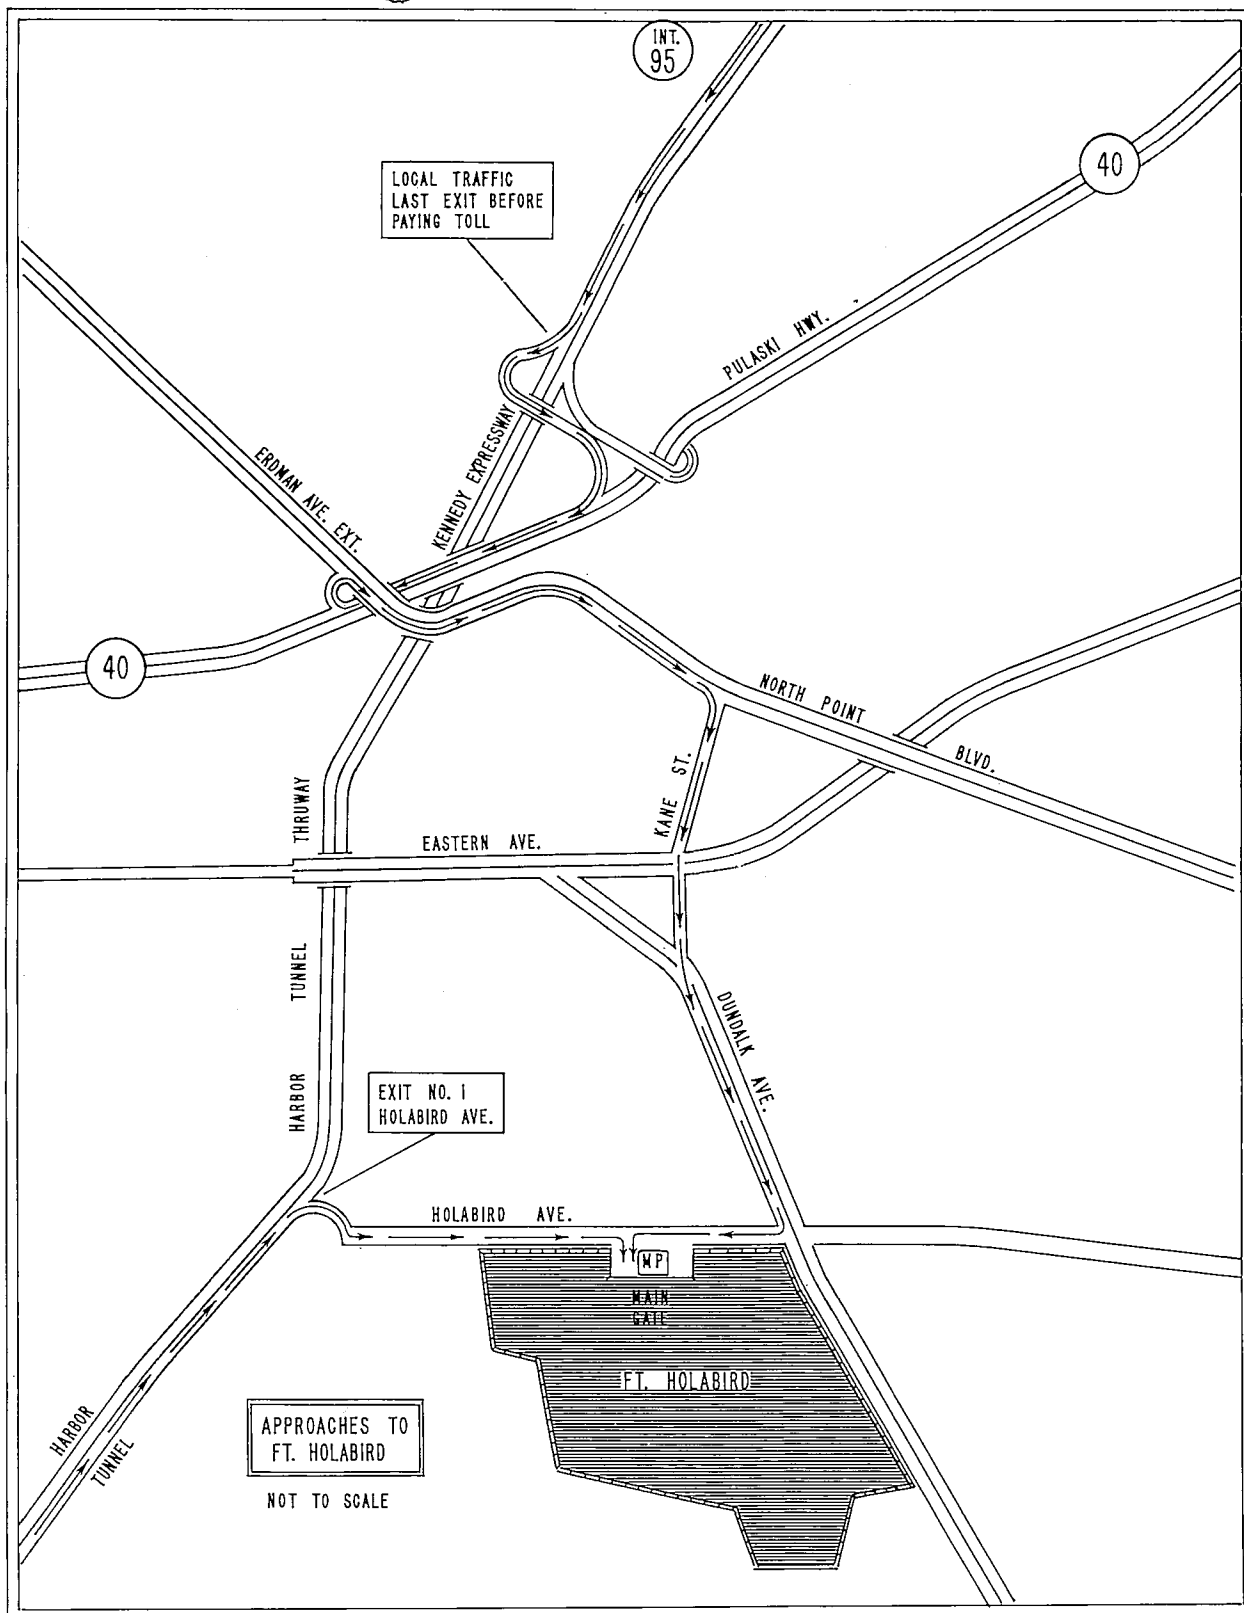 INT.
95
40
LOCAL TRAFFIC
LAST EXIT BEFORE
PAYING TOLL
PULASKI HWY.
KENNEDY EXPRESSWAY
ERDMAN AVE. EXT.
40
NORTH POINT BLVD.
KANE ST.
HARBOR TUNNEL THRUWAY
EASTERN AVE.
DUNDALK AVE.
EXIT NO. 1
HOLABIRD AVE.
HOLABIRD AVE.
MP
MAIN
GATE
FT. HOLABIRD
HARBOR
TUNNEL
APPROACHES TO
FT. HOLABIRD
NOT TO SCALE